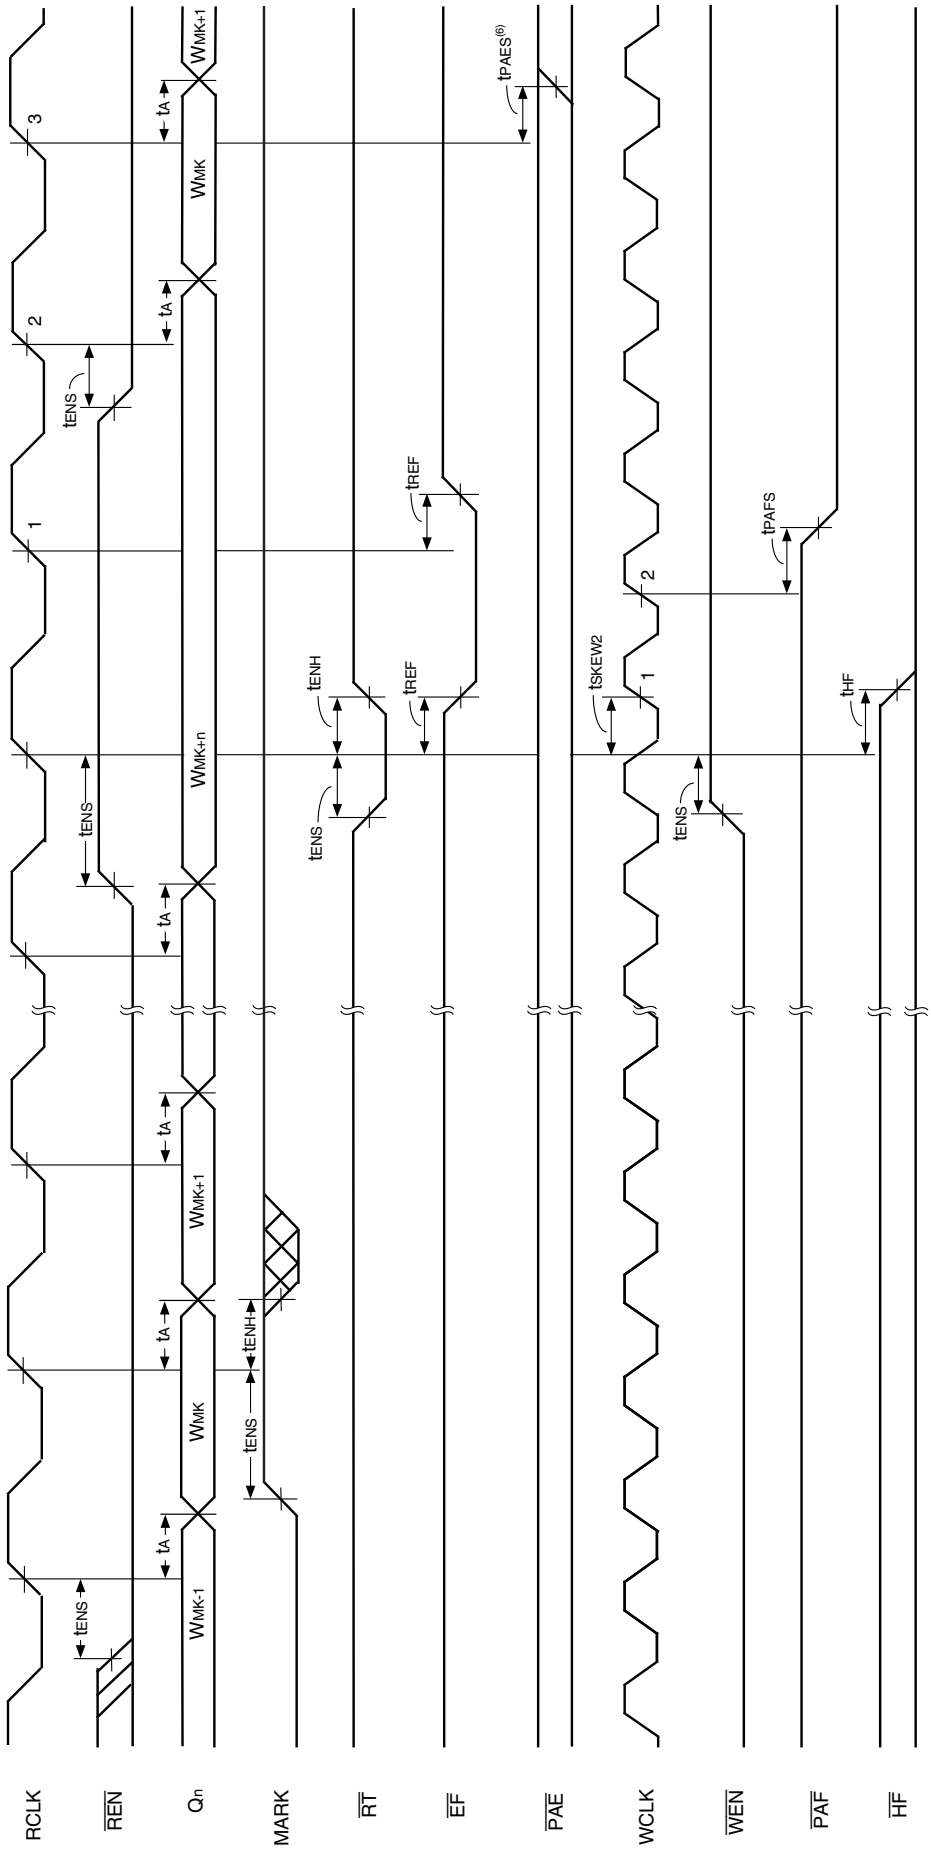 RCLK
1
2
3
REN
tENS
tENS
tENS
Qn
WMK-1
tA
WMK
tA
WMK+1
tA
tA
WMK+n
tA
WMK
tA
WMK+1
MARK
tENS
tENH
RT
tENS
tENH
EF
tREF
tREF
PAE
tPAES(6)
WCLK
tSKEW2
1
2
WEN
tENS
PAF
tPAFS
HF
tHF